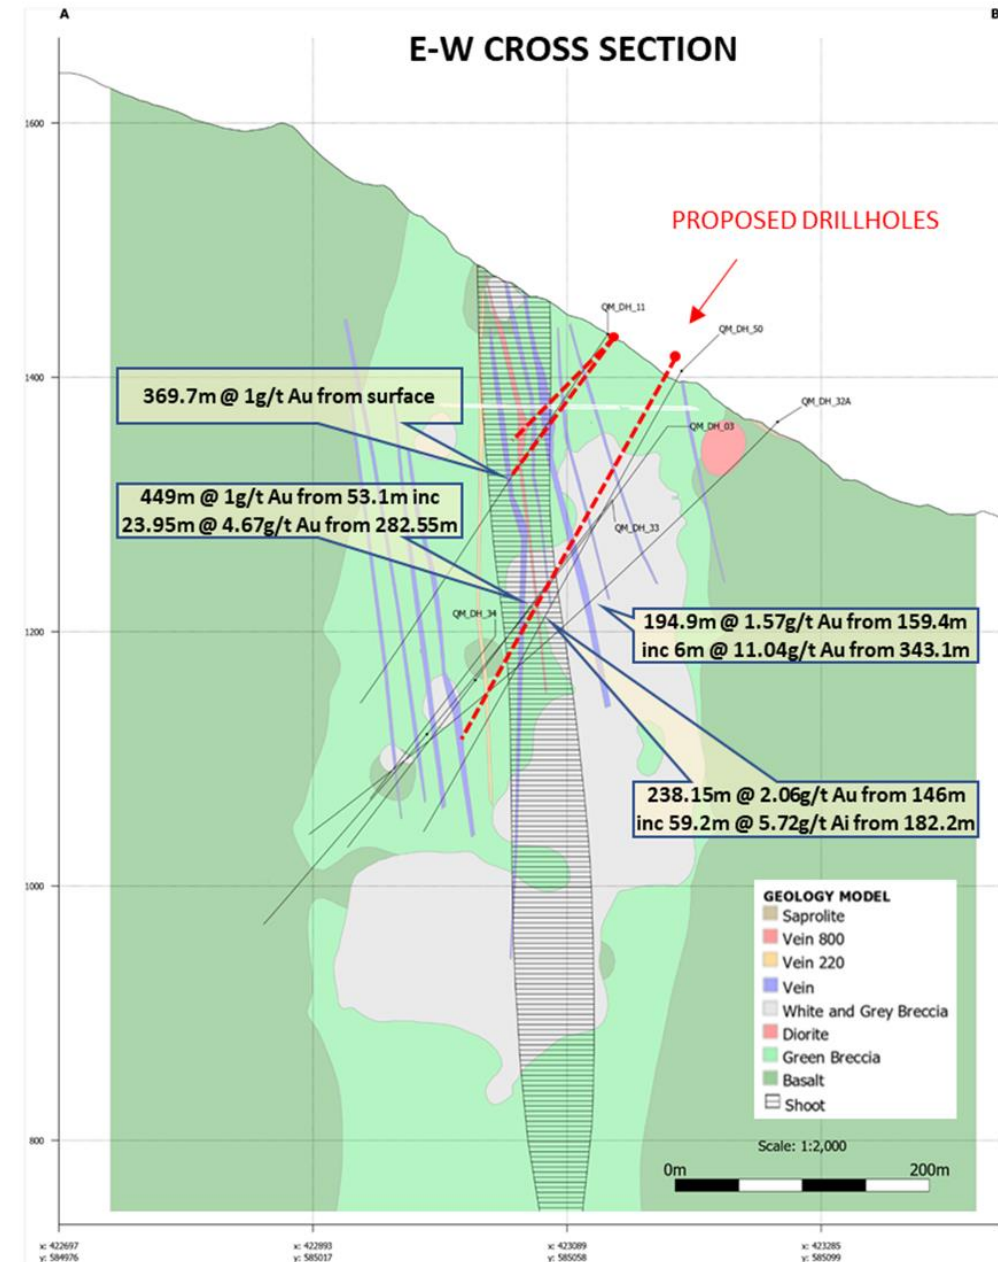 A
B
E-W CROSS SECTION
1600
PROPOSED DRILLHOLES
QM_DH_11
QM_DH_50
1400
369.7m @ 1g/t Au from surface
QM_DH_32A
QM_DH_03
449m @ 1g/t Au from 53.1m inc
23.95m @ 4.67g/t Au from 282.55m
QM_DH_33
QM_DH_34
1200
194.9m @ 1.57g/t Au from 159.4m
inc 6m @ 11.04g/t Au from 343.1m
238.15m @ 2.06g/t Au from 146m
inc 59.2m @ 5.72g/t Ai from 182.2m
1000
GEOLOGY MODEL
Saprolite
Vein 800
Vein 220
Vein
White and Grey Breccia
Diorite
Green Breccia
Basalt
Shoot
800
Scale: 1:2,000
0m 200m
x: 422697
y: 584976
x: 422893
y: 585017
x: 423089
y: 585058
x: 423285
y: 585099